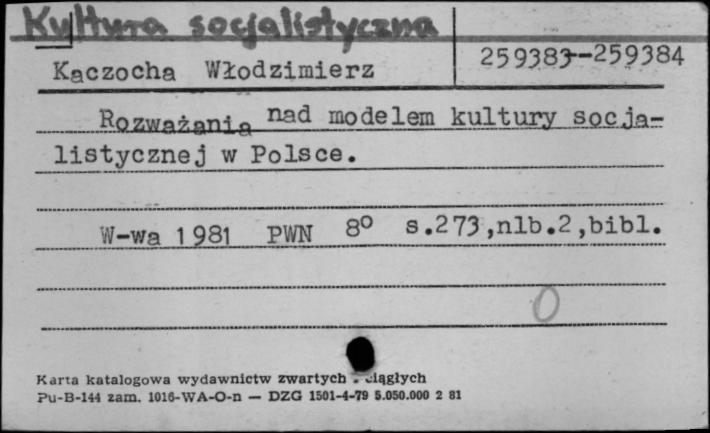 Kultura socjalistyczna
259383-259384
Kaczocha Włodzimierz
Rozważania nad modelem kultury socja-
listycznej w Polsce.
W-wa 1981 PWN 8° s.273,nlb.2,bibl.
0
Karta katalogowa wydawnictw zwartych ciągłych
Pu-B-144 zam. 1016-WA-O-n — DZG 1501-4-79 5.050.000 2 81